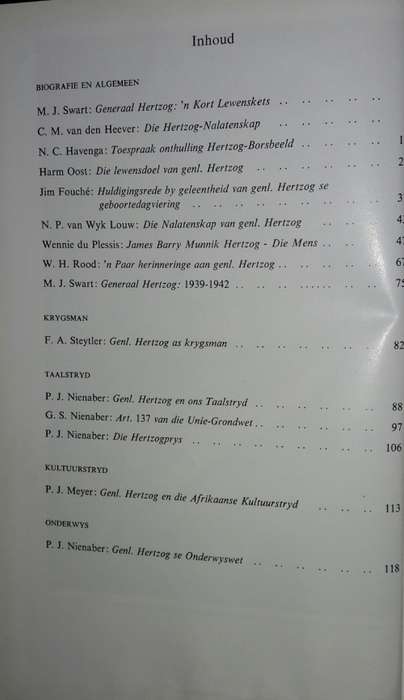 Inhoud
BIOGRAFIE EN ALGEMEEN
M. J. Swart: Generaal Hertzog: 'n Kort Lewenskets .. .. .. ..
C. M. van den Heever: Die Hertzog-Nalatenskap .. .. .. ..
N. C. Havenga: Toespraak onthulling Hertzog-Borsbeeld .. .. ..
Harm Oost: Die lewensdoel van genl. Hertzog .. .. .. .. ..
Jim Fouché: Huldigingsrede by geleentheid van genl. Hertzog se
geboortedagviering .. .. .. .. .. .. .. .. ..
N. P. van Wyk Louw: Die Nalatenskap van genl. Hertzog .. ..
Wennie du Plessis: James Barry Munnik Hertzog - Die Mens .. ..
W. H. Rood: 'n Paar herinneringe aan genl. Hertzog .. .. .. .. 67
M. J. Swart: Generaal Hertzog: 1939-1942 .. .. .. ...... .. .. 75
KRYGSMAN
F. A. Steytler: Genl. Hertzog as krygsman .. .. .. .. .. .. 82
TAALSTRYD
P. J. Nienaber: Genl. Hertzog en ons Taalstryd .. .. .. .. .. 88
G. S. Nienaber: Art. 137 van die Unie-Grondwet .. .. .. .. .. 97
P. J. Nienaber: Die Hertzogprys .. .. .. .. .. .. .. .. 106
KULTUURSTRYD
P. J. Meyer: Genl. Hertzog en die Afrikaanse Kultuurstryd .. .. .. 113
ONDERWYS
P. J. Nienaber: Genl. Hertzog se Onderwyswet .. .. .. .. .. .. 118